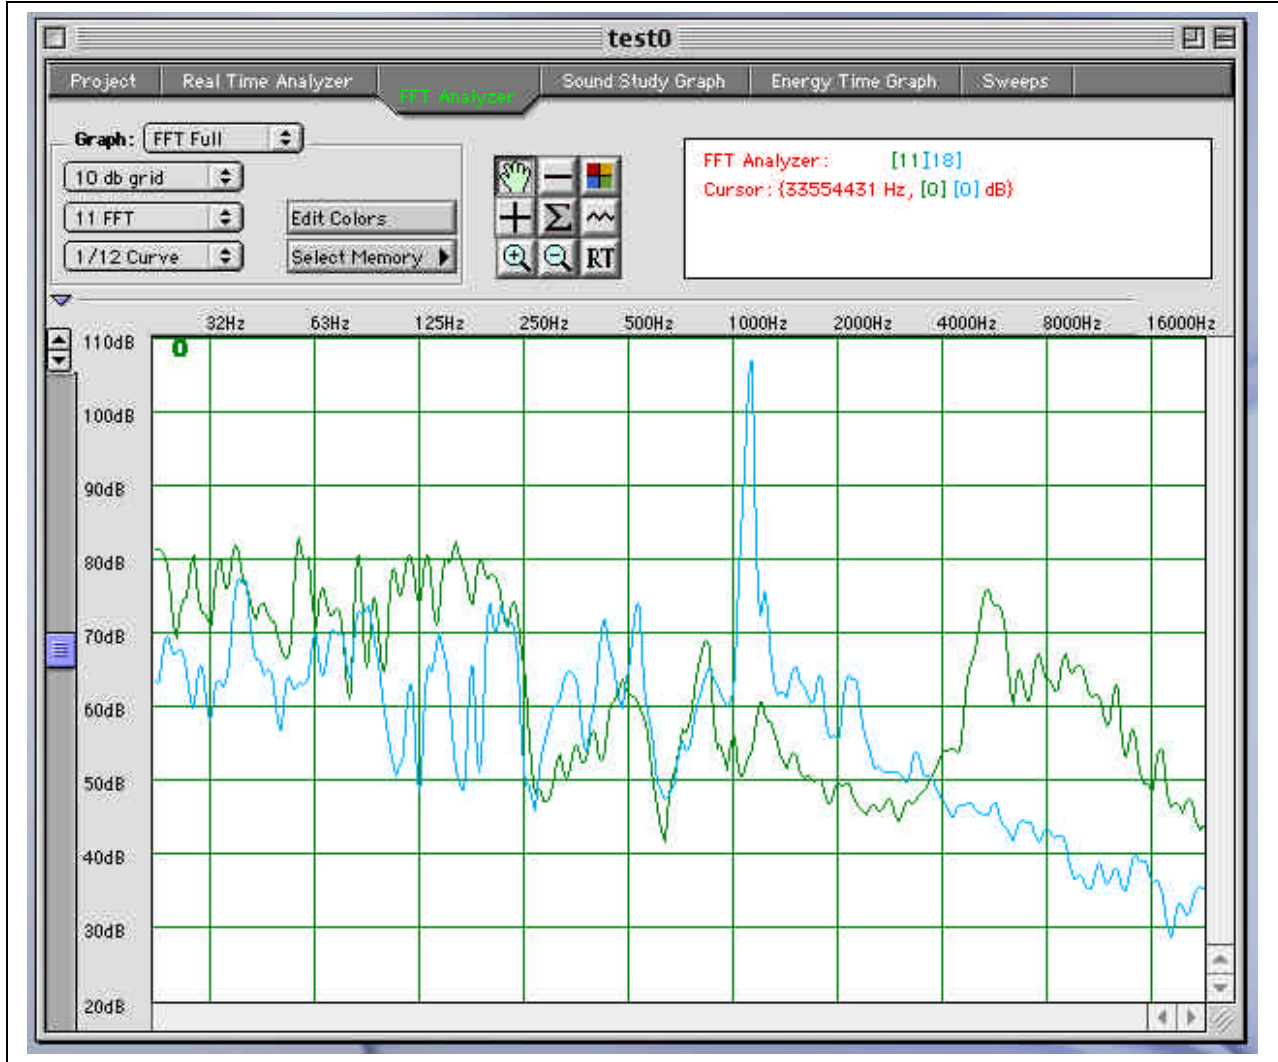 test0
Project Real Time Analyzer FFT Analyzer Sound Study Graph Energy Time Graph Sweeps
Graph: FFT Full
10 db grid
11 FFT
Edit Colors
1/12 Curve
Select Memory
RT
FFT Analyzer: [11][18]
Cursor: {33554431 Hz, [0] [0] dB}
32Hz 63Hz 125Hz 250Hz 500Hz 1000Hz 2000Hz 4000Hz 8000Hz 16000Hz
0
110dB
100dB
90dB
80dB
70dB
60dB
50dB
40dB
30dB
20dB